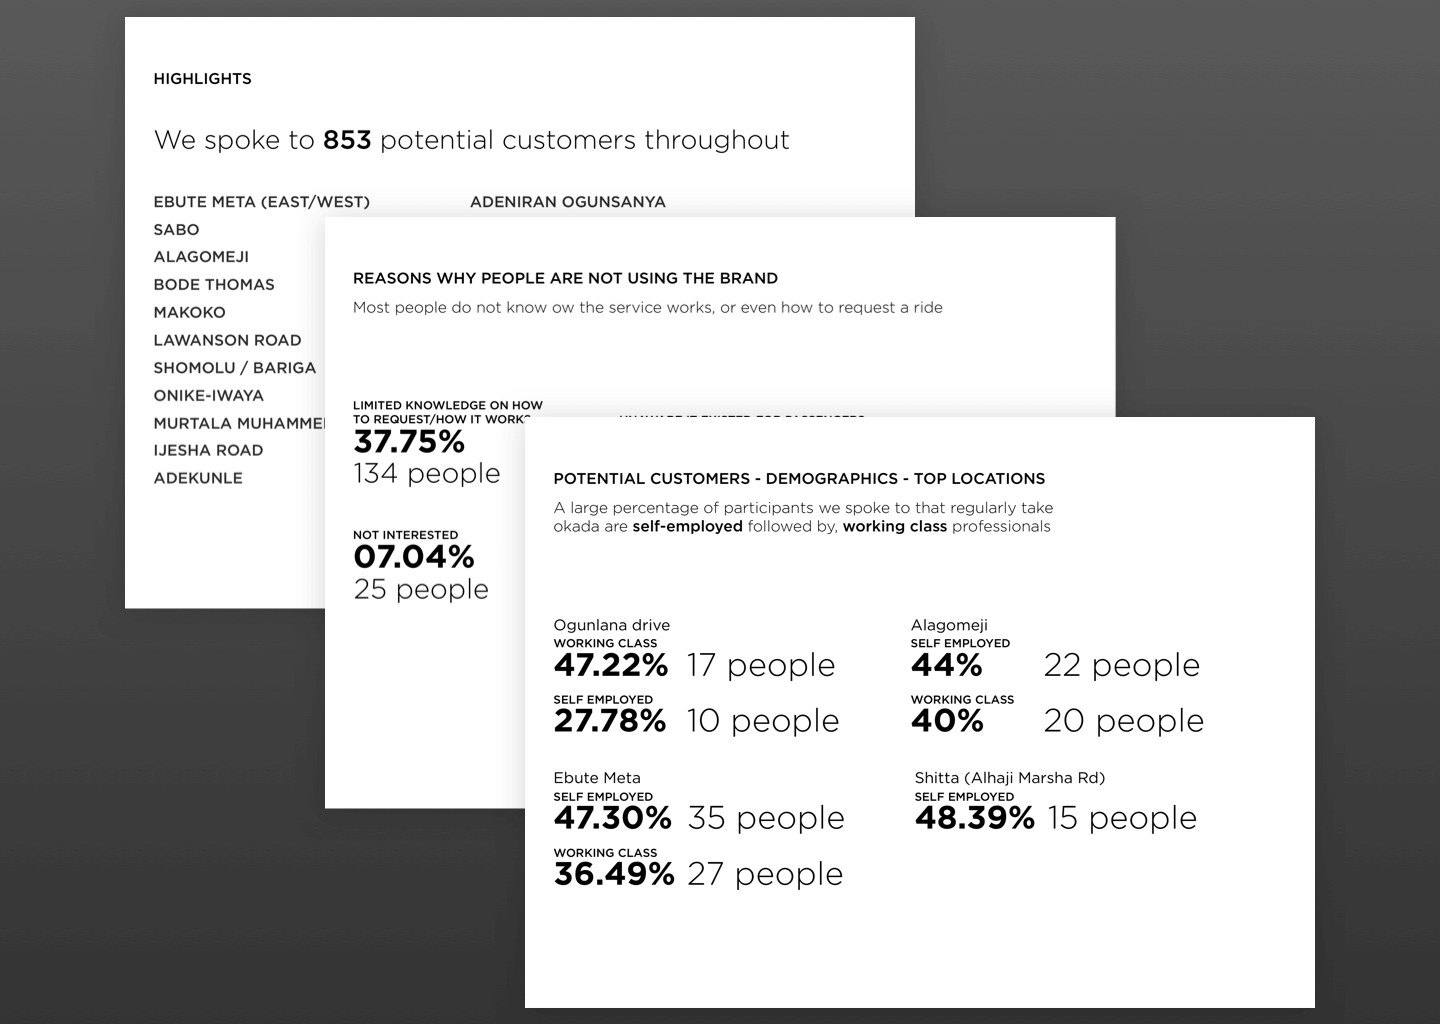 HIGHLIGHTS
We spoke to 853 potential customers throughout
EBUTE META (EAST/WEST)
ADENIRAN OGUNSANYA
SABO
ALAGOMEJI
BODE THOMAS
MAKOKO
LAWANSON ROAD
SHOMOLU / BARIGA
ONIKE-IWAYA
MURTALA
IJESHA ROAD
ADEKUNLE
REASONS WHY PEOPLE ARE NOT USING THE BRAND
Most people do not know ow the service works, or even how to request a ride
LIMITED KNOWLEDGE ON HOW
TO REQUEST/HOW IT WORKS
37.75%
134 people
NOT INTERESTED
07.04%
25 people
POTENTIAL CUSTOMERS - DEMOGRAPHICS - TOP LOCATIONS
A large percentage of participants we spoke to that regularly take
okada are self-employed followed by, working class professionals
Ogunlana drive
WORKING CLASS
47.22% 17 people
SELF EMPLOYED
27.78% 10 people
Alagomeji
SELF EMPLOYED
44% 22 people
WORKING CLASS
40% 20 people
Ebute Meta
SELF EMPLOYED
47.30% 35 people
WORKING CLASS
36.49% 27 people
Shitta (Alhaji Marsha Rd)
SELF EMPLOYED
48.39% 15 people